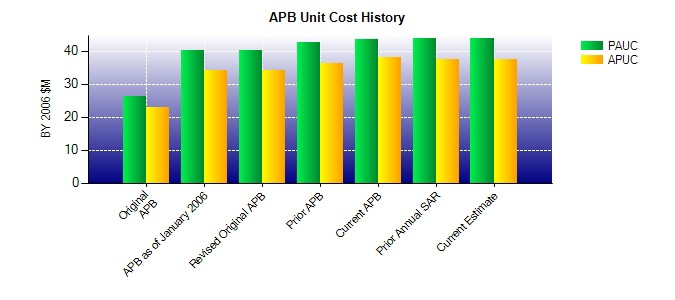 APB Unit Cost History
PAUC
APUC
BY 2006 $M
40
30
20
10
0
Original
APB
APB as of January 2006
Revised Original APB
Prior APB
Current APB
Prior Annual SAR
Current Estimate